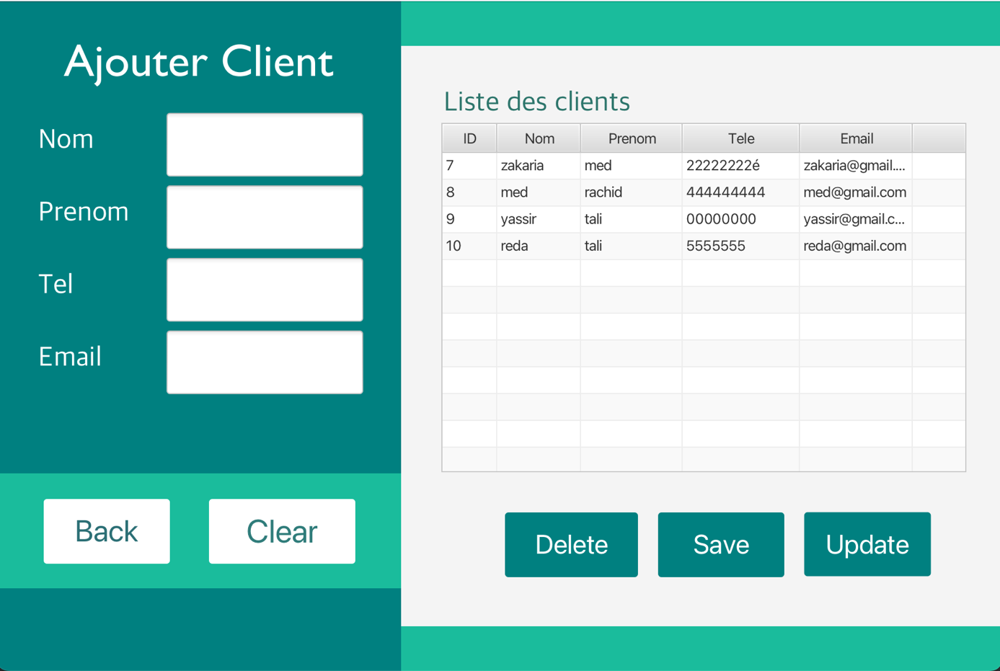 Ajouter Client
Nom
Prenom
Tel
Email
Back Clear
Liste des clients
ID Nom Prenom Tele Email
7 zakaria med 22222222é zakaria@gmail....
8 med rachid 444444444 med@gmail.com
9 yassir tali 00000000 yassir@gmail.c...
10 reda tali 5555555 reda@gmail.com
Delete Save Update